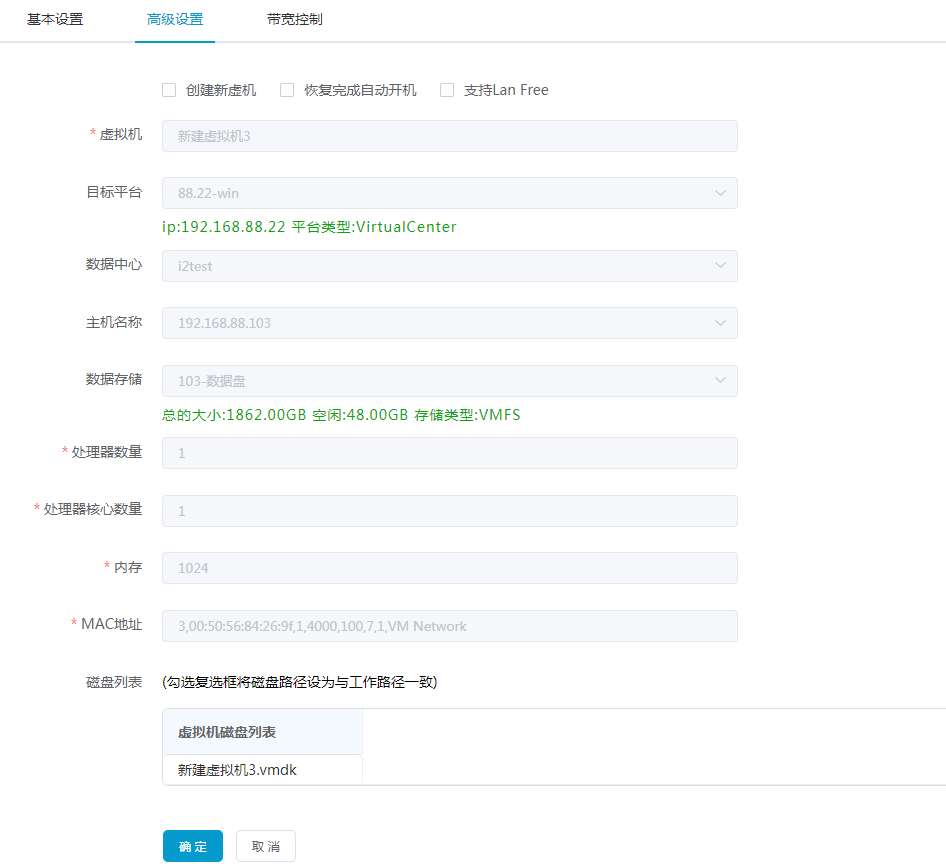 基本设置 高级设置 带宽控制
创建新虚机 恢复完成自动开机 支持Lan Free
* 虚拟机 新建虚拟机3
目标平台 88.22-win
ip:192.168.88.22 平台类型:VirtualCenter
数据中心 i2test
主机名称 192.168.88.103
数据存储 103-数据盘
总的大小:1862.00GB 空闲:48.00GB 存储类型:VMFS
* 处理器数量 1
* 处理器核心数量 1
* 内存 1024
* MAC地址 3,00:50:56:84:26:9f,1,4000,100,7,1,VM Network
磁盘列表 (勾选复选框将磁盘路径设为与工作路径一致)
虚拟机磁盘列表
新建虚拟机3.vmdk
确 定 取 消